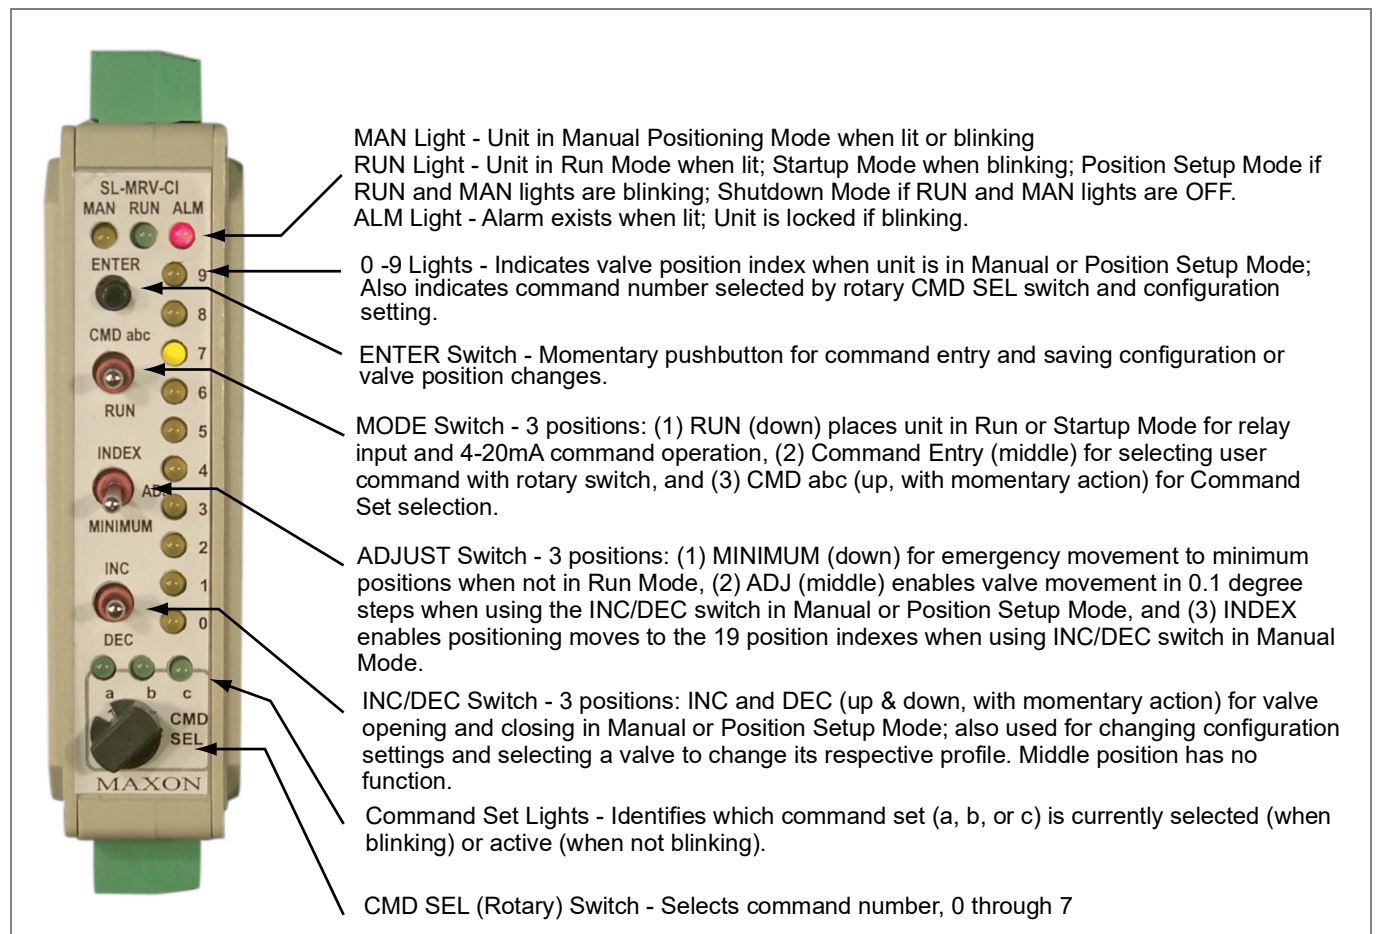 SL-MRV-CI
MAN RUN ALM
ENTER
9
8
CMD abc
7
6
RUN
5
INDEX
4
AD
3
MINIMUM
2
INC
1
0
DEC
a b c
CMD
SEL
MAXON
MAN Light - Unit in Manual Positioning Mode when lit or blinking
RUN Light - Unit in Run Mode when lit; Startup Mode when blinking; Position Setup Mode if
RUN and MAN lights are blinking; Shutdown Mode if RUN and MAN lights are OFF.
ALM Light - Alarm exists when lit; Unit is locked if blinking.
0 -9 Lights - Indicates valve position index when unit is in Manual or Position Setup Mode;
Also indicates command number selected by rotary CMD SEL switch and configuration
setting.
ENTER Switch - Momentary pushbutton for command entry and saving configuration or
valve position changes.
MODE Switch - 3 positions: (1) RUN (down) places unit in Run or Startup Mode for relay
input and 4-20mA command operation, (2) Command Entry (middle) for selecting user
command with rotary switch, and (3) CMD abc (up, with momentary action) for Command
Set selection.
ADJUST Switch - 3 positions: (1) MINIMUM (down) for emergency movement to minimum
positions when not in Run Mode, (2) ADJ (middle) enables valve movement in 0.1 degree
steps when using the INC/DEC switch in Manual or Position Setup Mode, and (3) INDEX
enables positioning moves to the 19 position indexes when using INC/DEC switch in Manual
Mode.
INC/DEC Switch - 3 positions: INC and DEC (up & down, with momentary action) for valve
opening and closing in Manual or Position Setup Mode; also used for changing configuration
settings and selecting a valve to change its respective profile. Middle position has no
function.
Command Set Lights - Identifies which command set (a, b, or c) is currently selected (when
blinking) or active (when not blinking).
CMD SEL (Rotary) Switch - Selects command number, 0 through 7